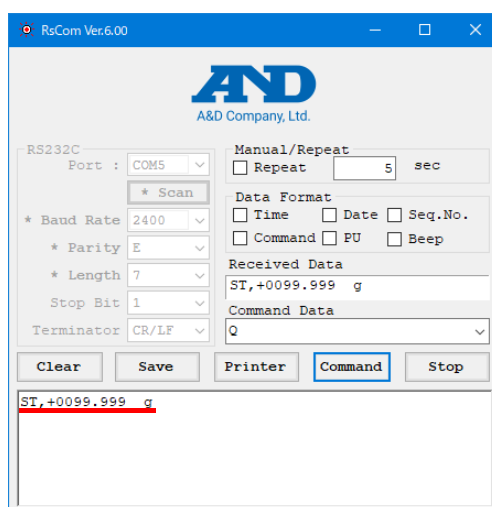 RsCom Ver.6.00
AND
A&D Company, Ltd.
RS232C
Port : COM5
* Scan
* Baud Rate 2400
* Parity E
* Length 7
Stop Bit 1
Terminator CR/LF
Manual/Repeat
Repeat 5 sec
Data Format
Time Date Seq.No.
Command PU Beep
Received Data
ST,+0099.999 g
Command Data
Q
Clear Save Printer Command Stop
ST,+0099.999 g